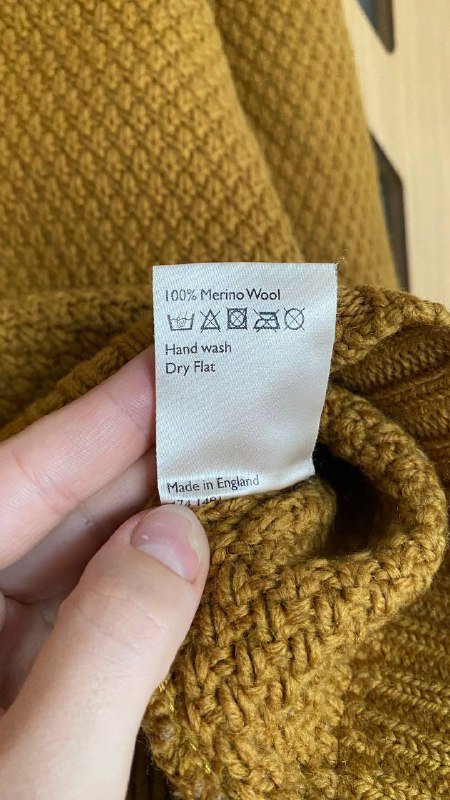 100% Merino Wool
Hand wash
Dry Flat
Made in England